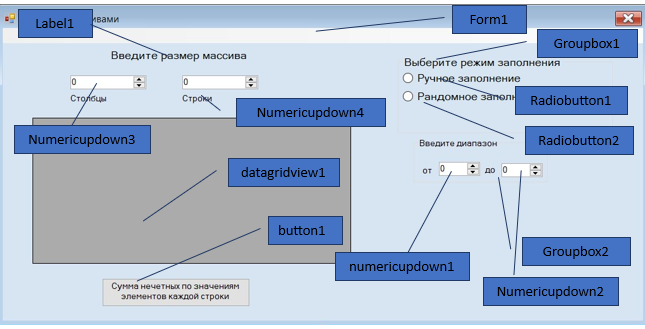 Label1
ивами
Form1
Groupbox1
Введите размер массива
Выберите режим заполнения
0
0
Ручное заполнение
Столбцы
Строки
Рандомное запол
Radiobutton1
Numericupdown3
Numericupdown4
Radiobutton2
Введите диапазон
datagridview1
от
0
до
0
button1
numericupdown1
Groupbox2
Numericupdown2
Сумма нечетных по значениям
элементов каждой строки